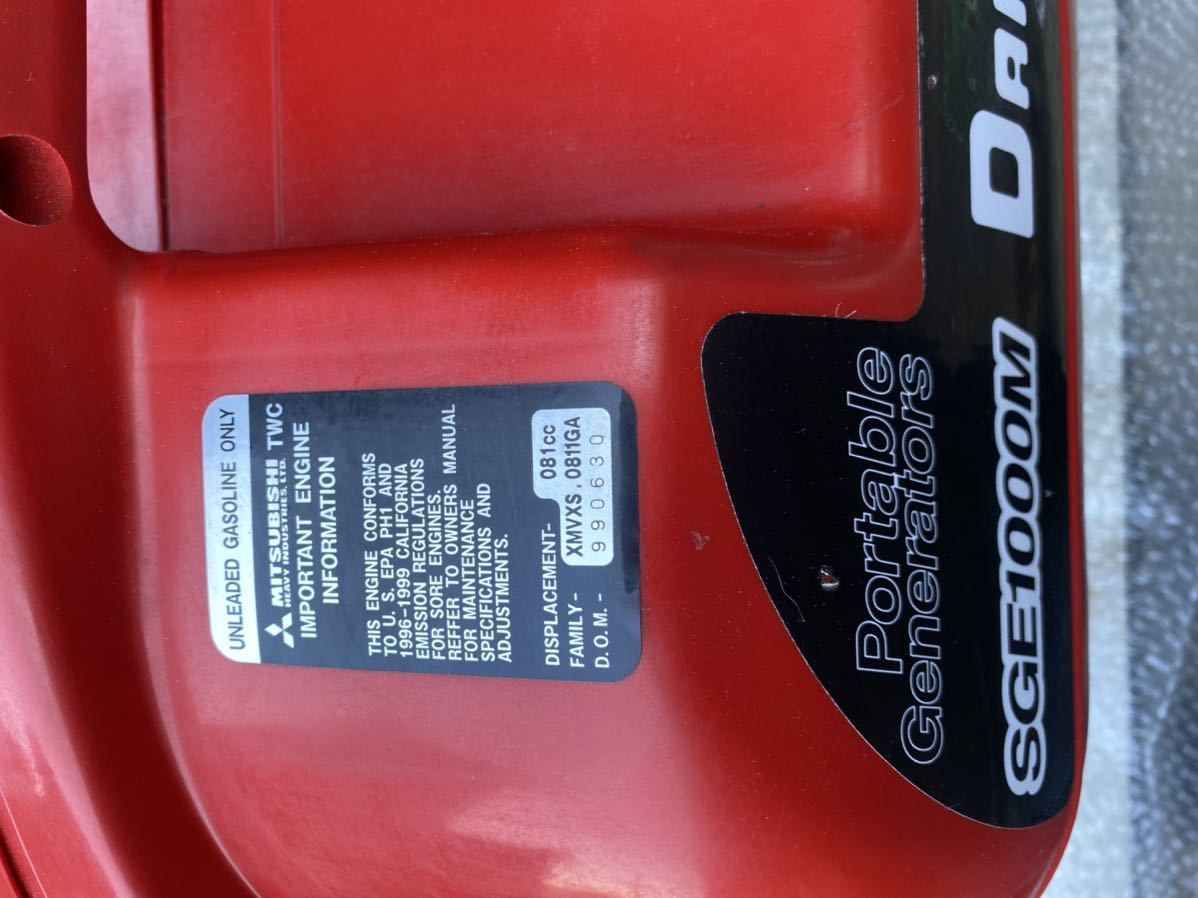 UNLEADED GASOLINE ONLY
MITSUBISHI TWC
HEAVY INDUSTRIES, LTD.
IMPORTANT ENGINE
INFORMATION
THIS ENGINE CONFORMS
TO U. S. EPA PH1 AND
1996-1999 CALIFORNIA
EMISSION REGULATIONS
FOR SORE ENGINES.
REFFER TO OWNERS MANUAL
FOR MAINTENANCE
SPECIFICATIONS AND
ADJUSTMENTS.
DISPLACEMENT- 081cc
FAMILY- XMVXS.0811GA
D.O.M.- 990630
Portable
Generators
SGE1000M